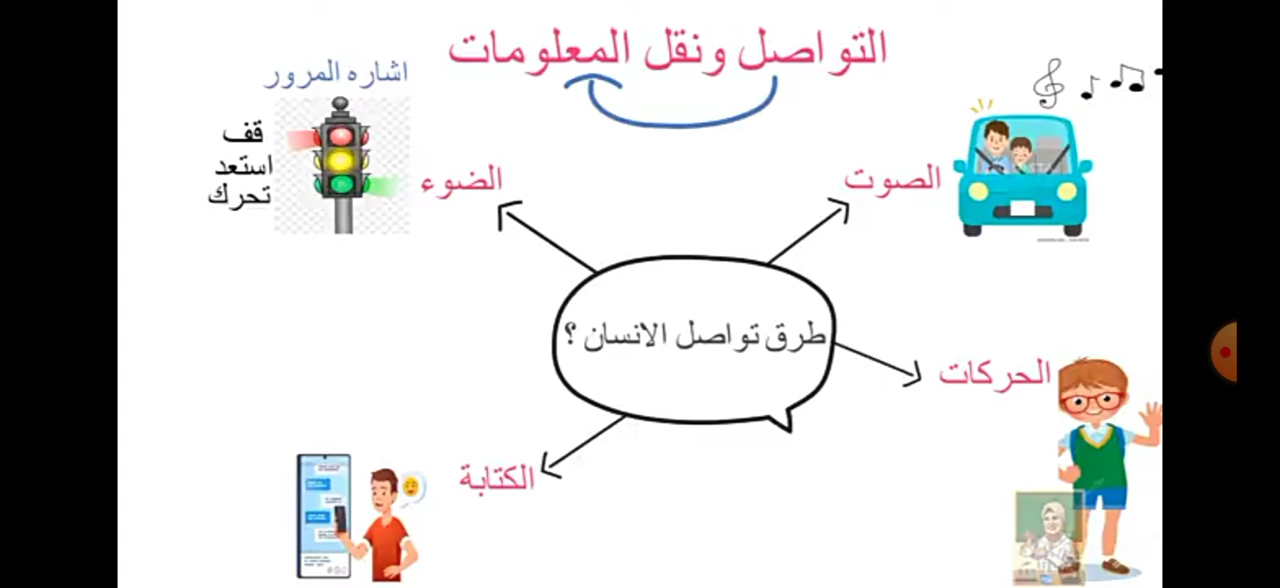 التواصل ونقل المعلومات
اشاره المرور
قف
استعد
تحرك
الصوت
الضوء
طرق تواصل الانسان ؟
الحركات
الكتابة